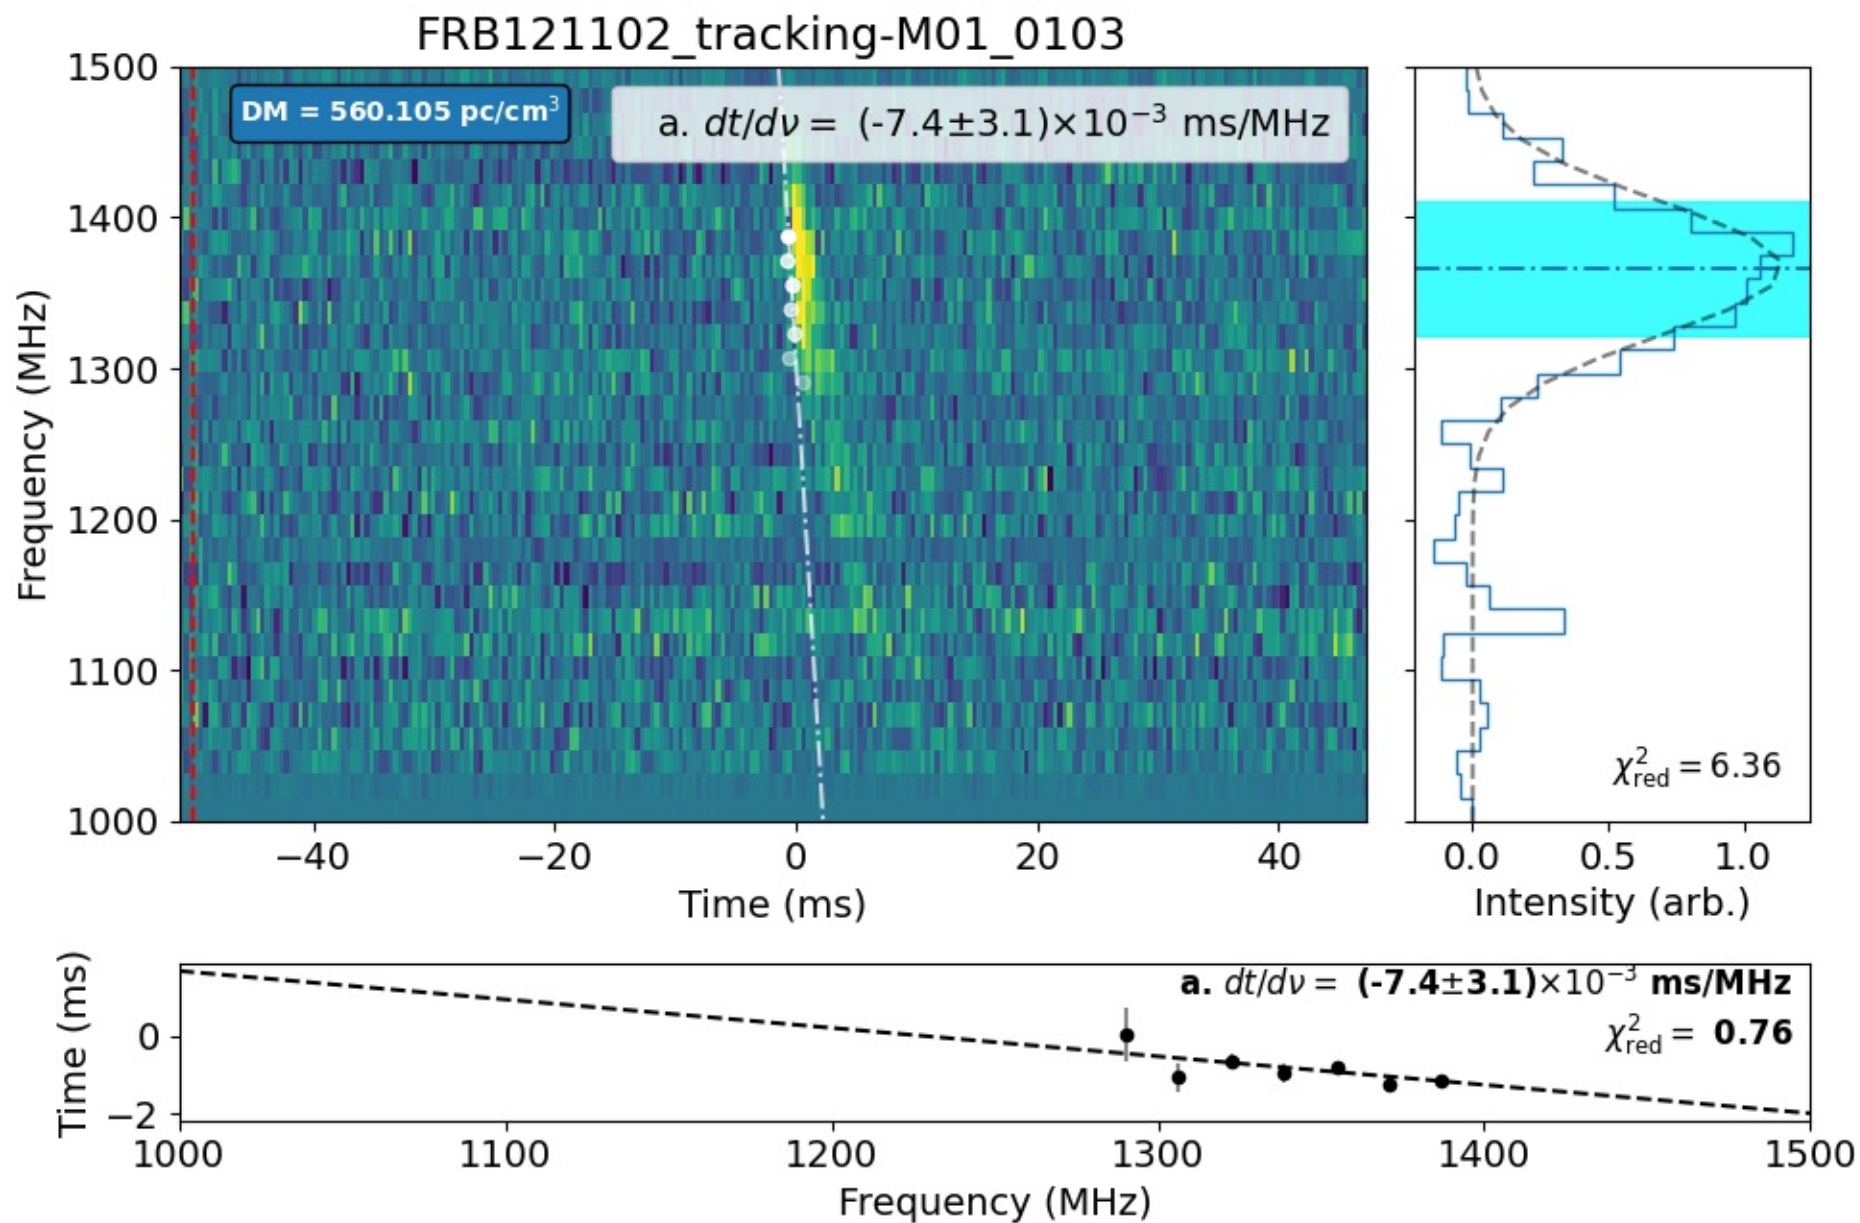 FRB121102_tracking-M01_0103
DM = 560.105 pc/cm³
a. dt/dν = (-7.4±3.1)×10⁻³ ms/MHz
1500
1400
1300
1200
1100
1000
Frequency (MHz)
−40 −20 0 20 40
Time (ms)
χ²red = 6.36
0.0 0.5 1.0
Intensity (arb.)
a. dt/dν = (-7.4±3.1)×10⁻³ ms/MHz
χ²red = 0.76
0
−2
Time (ms)
1000 1100 1200 1300 1400 1500
Frequency (MHz)